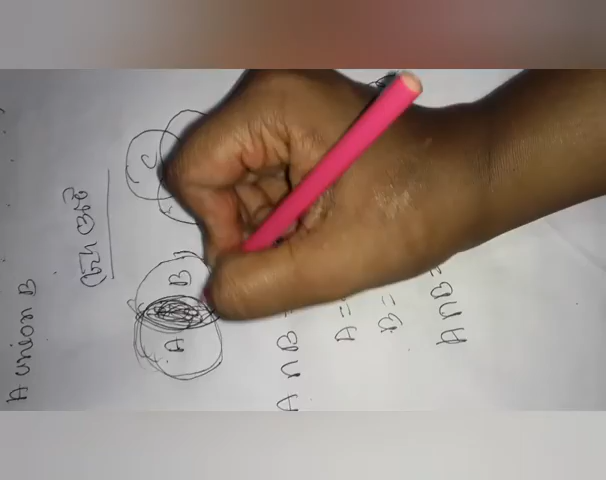 A union B
C
B
A
A n B =
A =
B =
A n B =